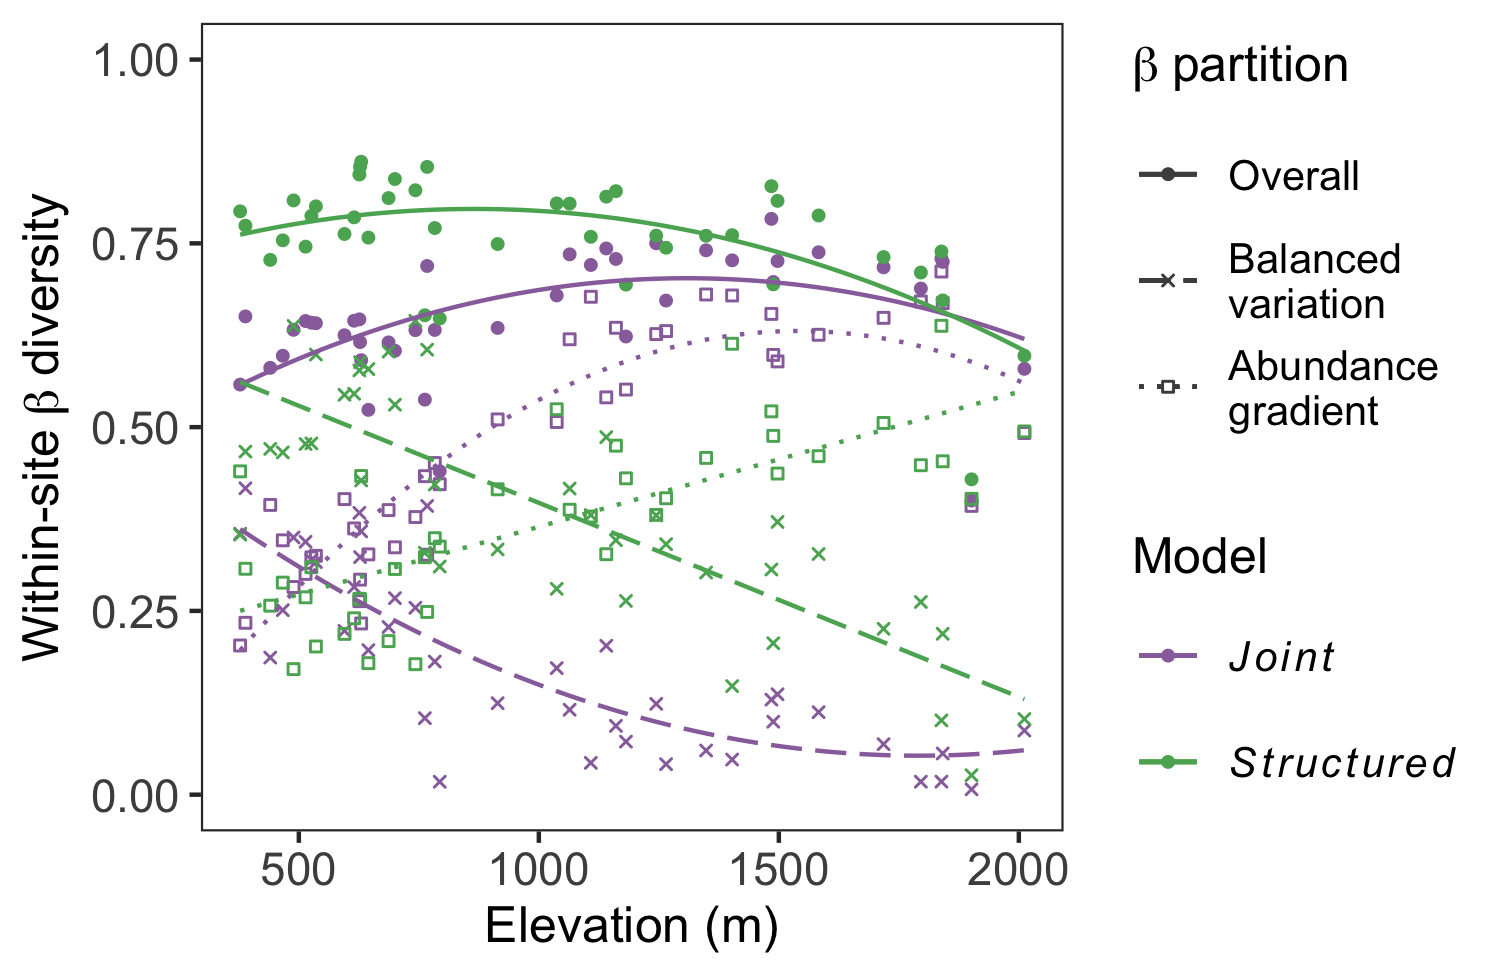 1.00
0.75
0.50
0.25
0.00
Within-site β diversity
500
1000
1500
2000
Elevation (m)
β partition
Overall
Balanced
variation
Abundance
gradient
Model
Joint
Structured